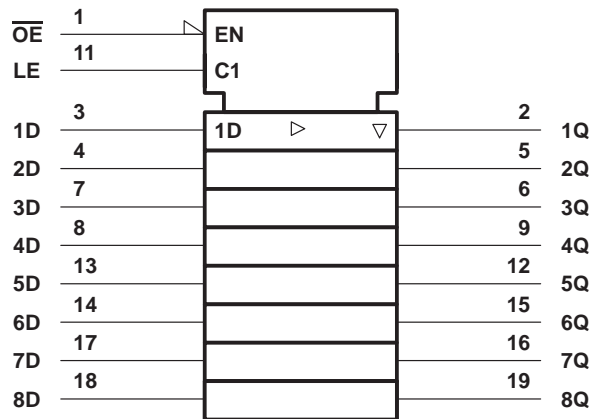 1
OE EN
11
LE C1
3 2
1D 1D 1Q
4 5
2D 2Q
7 6
3D 3Q
8 9
4D 4Q
13 12
5D 5Q
14 15
6D 6Q
17 16
7D 7Q
18 19
8D 8Q